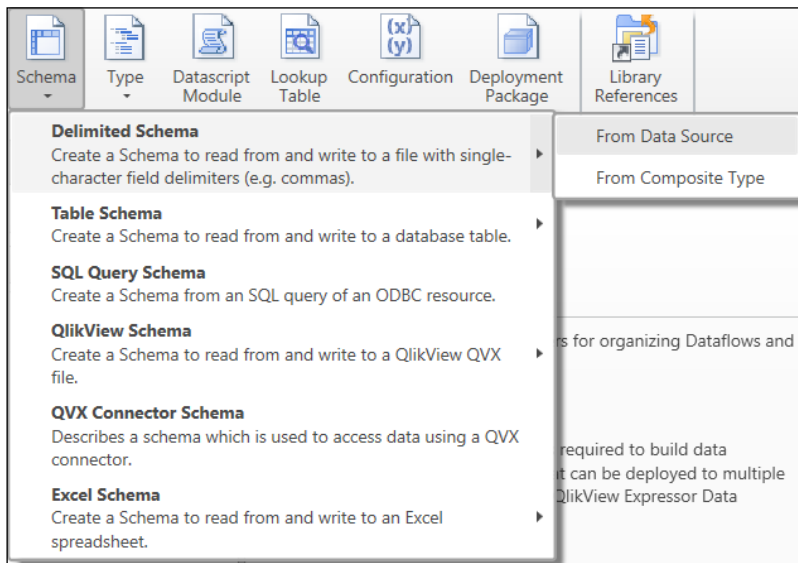 Schema
Type
Datascript
Module
Lookup
Table
(x)
(y)
Configuration
Deployment
Package
Library
References
Delimited Schema
Create a Schema to read from and write to a file with single-
character field delimiters (e.g. commas).
From Data Source
From Composite Type
Table Schema
Create a Schema to read from and write to a database table.
SQL Query Schema
Create a Schema from an SQL query of an ODBC resource.
QlikView Schema
Create a Schema to read from and write to a QlikView QVX
file.
QVX Connector Schema
Describes a schema which is used to access data using a QVX
connector.
Excel Schema
Create a Schema to read from and write to an Excel
spreadsheet.
rs for organizing Dataflows and
required to build data
t can be deployed to multiple
QlikView Expressor Data